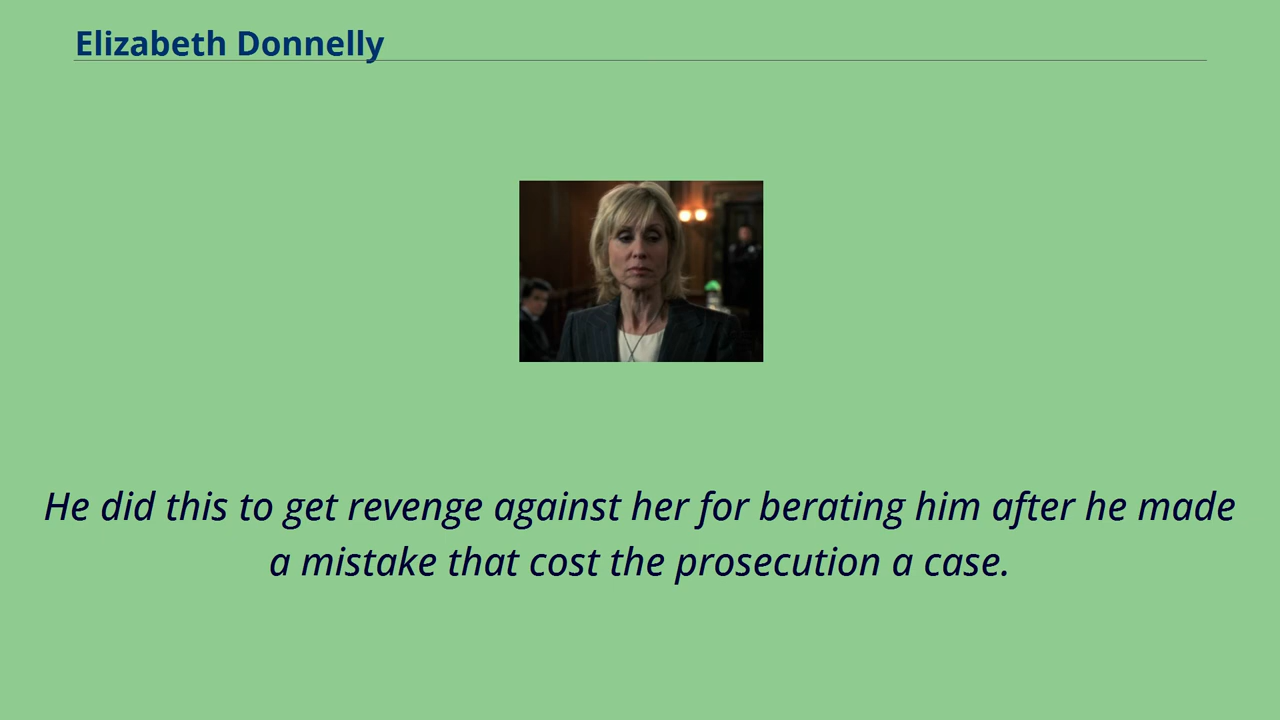 Elizabeth Donnelly
He did this to get revenge against her for berating him after he made
a mistake that cost the prosecution a case.